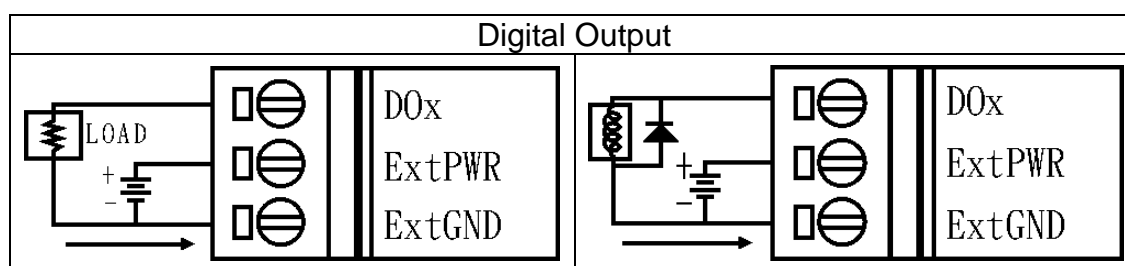 Digital Output
DOx
LOAD
ExtPWR
+
-
ExtGND
DOx
ExtPWR
+
-
ExtGND